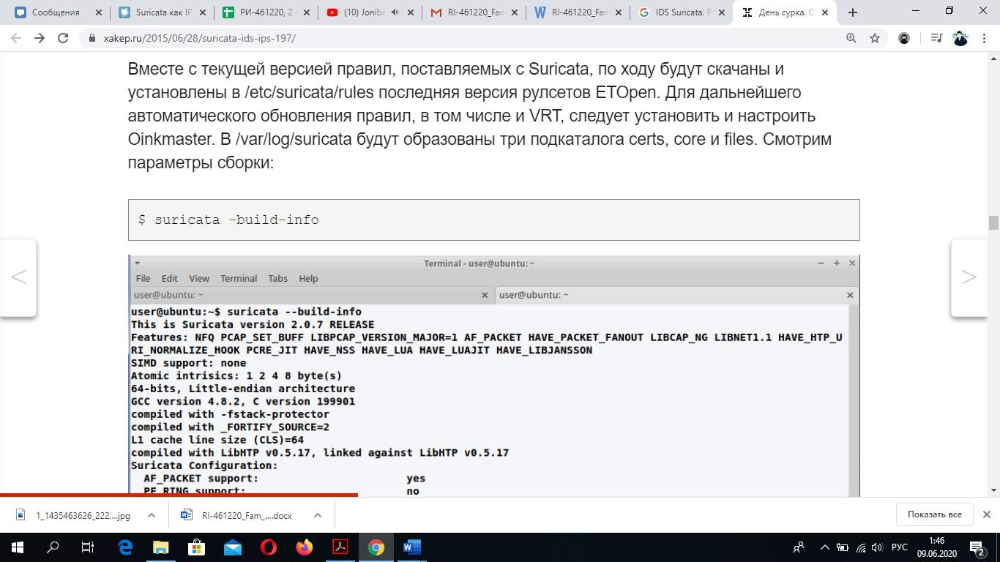 Сообщения
Suricata как IP
РИ-461220, 2
(10) Jonibe
RI-461220_Fam
RI-461220_Fam
IDS Suricata. Р
День сурка. О
xakep.ru/2015/06/28/suricata-ids-ips-197/
Вместе с текущей версией правил, поставляемых с Suricata, по ходу будут скачаны и
установлены в /etc/suricata/rules последняя версия рулсетов ETOpen. Для дальнейшего
автоматического обновления правил, в том числе и VRT, следует установить и настроить
Oinkmaster. В /var/log/suricata будут образованы три подкаталога certs, core и files. Смотрим
параметры сборки:
$ suricata -build-info
Terminal - user@ubuntu: ~
File Edit View Terminal Tabs Help
user@ubuntu: ~
user@ubuntu: ~
user@ubuntu:~$ suricata --build-info
This is Suricata version 2.0.7 RELEASE
Features: NFQ PCAP_SET_BUFF LIBPCAP_VERSION_MAJOR=1 AF_PACKET HAVE_PACKET_FANOUT LIBCAP_NG LIBNET1.1 HAVE_HTP_U
RI_NORMALIZE_HOOK PCRE_JIT HAVE_NSS HAVE_LUA HAVE_LUAJIT HAVE_LIBJANSSON
SIMD support: none
Atomic intrisics: 1 2 4 8 byte(s)
64-bits, Little-endian architecture
GCC version 4.8.2, C version 199901
compiled with -fstack-protector
compiled with _FORTIFY_SOURCE=2
L1 cache line size (CLS)=64
compiled with LibHTP v0.5.17, linked against LibHTP v0.5.17
Suricata Configuration:
AF_PACKET support: yes
PF_RING support: no
1_1435463626_222....jpg
RI-461220_Fam_....docx
Показать все
РУС
1:46
09.06.2020
2